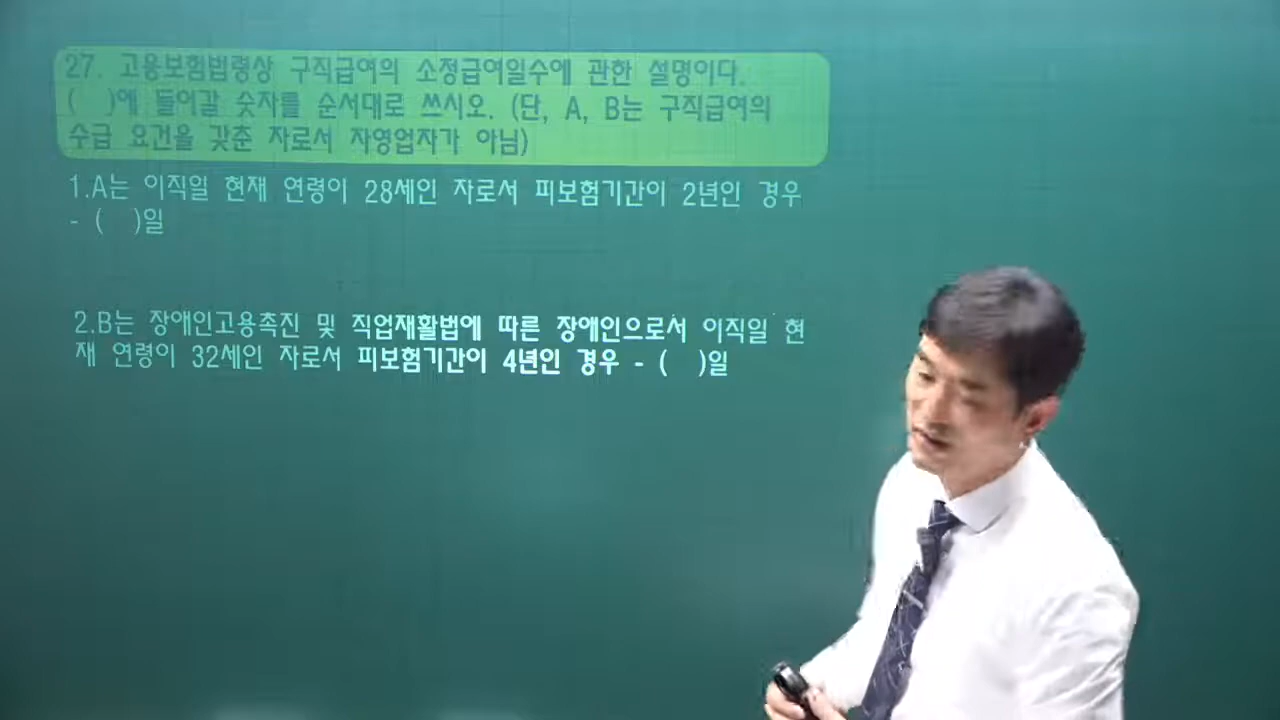 27. 고용보험법령상 구직급여의 소정급여일수에 관한 설명이다.
( )에 들어갈 숫자를 순서대로 쓰시오. (단, A, B는 구직급여의
수급 요건을 갖춘 자로서 자영업자가 아님)
1.A는 이직일 현재 연령이 28세인 자로서 피보험기간이 2년인 경우
- ( )일
2.B는 장애인고용촉진 및 직업재활법에 따른 장애인으로서 이직일 현
재 연령이 32세인 자로서 피보험기간이 4년인 경우 - ( )일